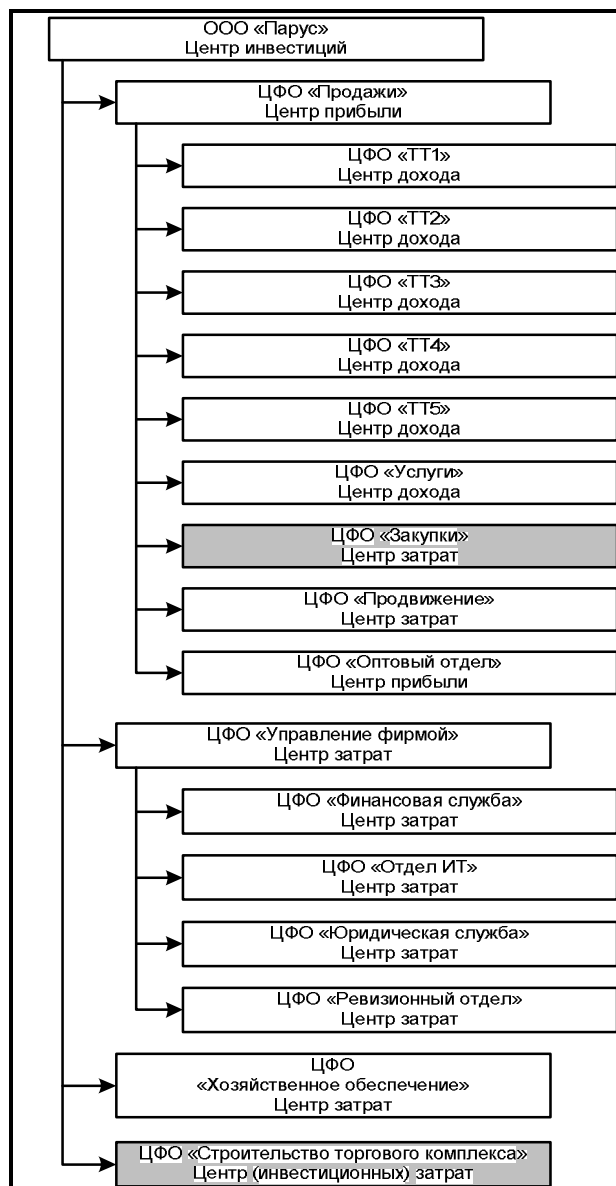 ООО «Парус»
Центр инвестиций
ЦФО «Продажи»
Центр прибыли
ЦФО «ТТ1»
Центр дохода
ЦФО «ТТ2»
Центр дохода
ЦФО «ТТ3»
Центр дохода
ЦФО «ТТ4»
Центр дохода
ЦФО «ТТ5»
Центр дохода
ЦФО «Услуги»
Центр дохода
ЦФО «Закупки»
Центр затрат
ЦФО «Продвижение»
Центр затрат
ЦФО «Оптовый отдел»
Центр прибыли
ЦФО «Управление фирмой»
Центр затрат
ЦФО «Финансовая служба»
Центр затрат
ЦФО «Отдел ИТ»
Центр затрат
ЦФО «Юридическая служба»
Центр затрат
ЦФО «Ревизионный отдел»
Центр затрат
ЦФО
«Хозяйственное обеспечение»
Центр затрат
ЦФО «Строительство торгового комплекса»
Центр (инвестиционных) затрат